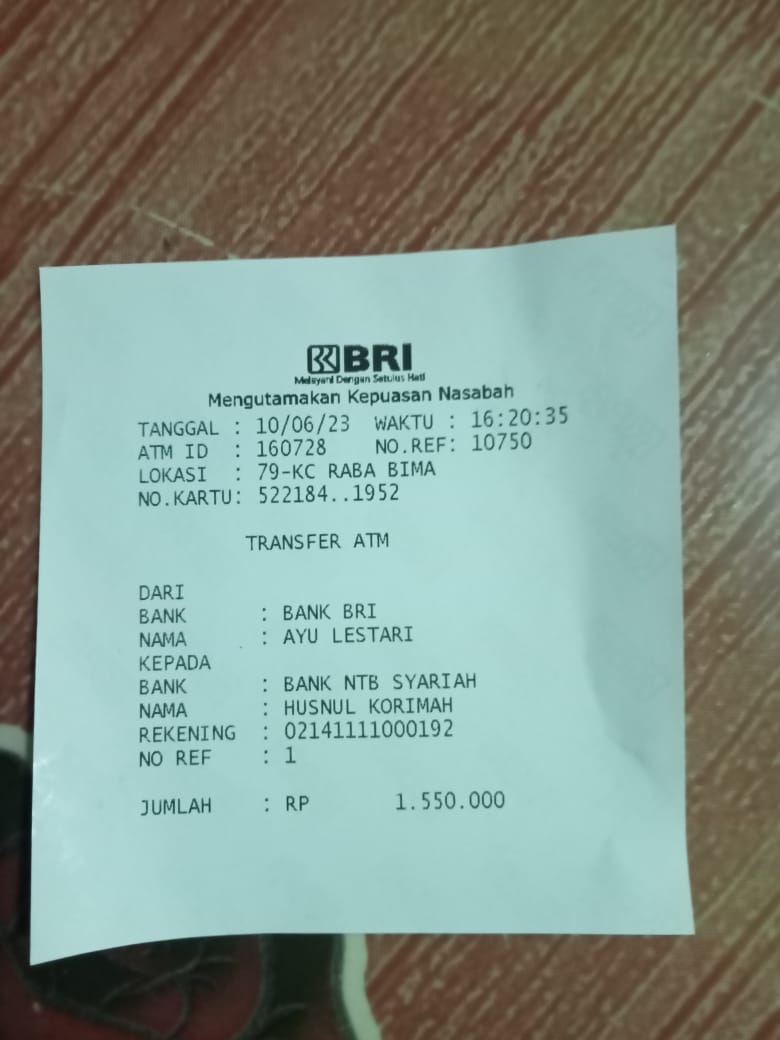 BRI
Melayani Dengan Setulus Hati
Mengutamakan Kepuasan Nasabah
TANGGAL : 10/06/23 WAKTU : 16:20:35
ATM ID : 160728 NO.REF: 10750
LOKASI : 79-KC RABA BIMA
NO.KARTU: 522184..1952
TRANSFER ATM
DARI
BANK : BANK BRI
NAMA : AYU LESTARI
KEPADA
BANK : BANK NTB SYARIAH
NAMA : HUSNUL KORIMAH
REKENING : 02141111000192
NO REF : 1
JUMLAH : RP 1.550.000